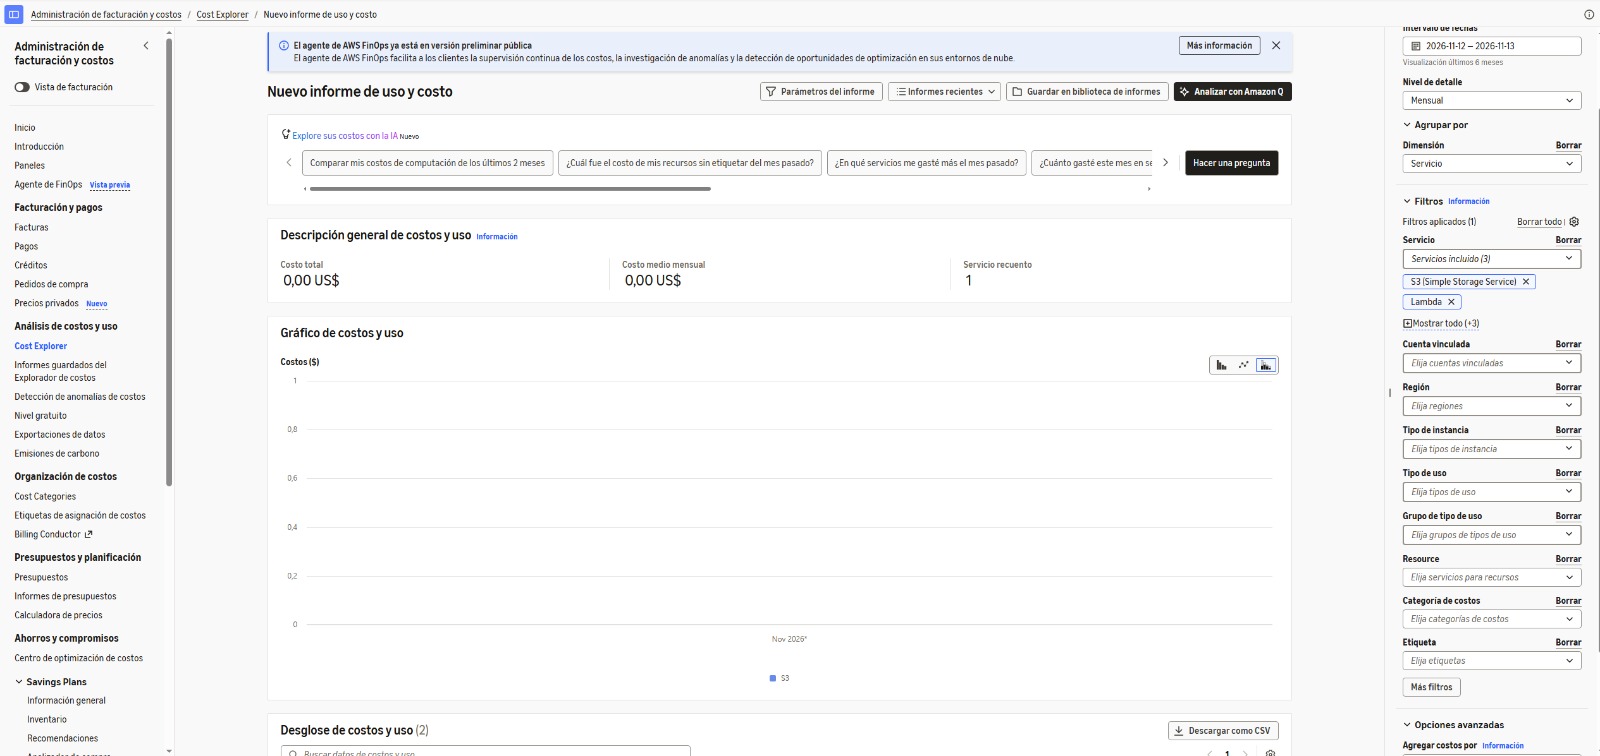 Administración de facturación y costos / Cost Explorer / Nuevo informe de uso y costo
Administración de
facturación y costos
Vista de facturación
Inicio
Introducción
Paneles
Agente de FinOps Vista previa
Facturación y pagos
Facturas
Pagos
Créditos
Pedidos de compra
Precios privados Nuevo
Análisis de costos y uso
Cost Explorer
Informes guardados del
Explorador de costos
Detección de anomalías de costos
Nivel gratuito
Exportaciones de datos
Emisiones de carbono
Organización de costos
Cost Categories
Etiquetas de asignación de costos
Billing Conductor
Presupuestos y planificación
Presupuestos
Informes de presupuestos
Calculadora de precios
Ahorros y compromisos
Centro de optimización de costos
Savings Plans
Información general
Inventario
Recomendaciones
El agente de AWS FinOps ya está en versión preliminar pública
El agente de AWS FinOps facilita a los clientes la supervisión continua de los costos, la investigación de anomalías y la detección de oportunidades de optimización en sus entornos de nube.
Más información
Nuevo informe de uso y costo
Parámetros del informe
Informes recientes
Guardar en biblioteca de informes
Analizar con Amazon Q
Explore sus costos con la IA Nuevo
Comparar mis costos de computación de los últimos 2 meses
¿Cuál fue el costo de mis recursos sin etiquetar del mes pasado?
¿En qué servicios me gasté más el mes pasado?
¿Cuánto gasté este mes en se
Hacer una pregunta
Descripción general de costos y uso Información
Costo total
0,00 US$
Costo medio mensual
0,00 US$
Servicio recuento
1
Gráfico de costos y uso
Costos ($)
1
0,8
0,6
0,4
0,2
0
Nov 2026*
S3
Desglose de costos y uso (2)
Descargar como CSV
Buscar datos de costos y uso
1
Intervalo de fechas
2026-11-12 — 2026-11-13
Visualización últimos 6 meses
Nivel de detalle
Mensual
Agrupar por
Dimensión Borrar
Servicio
Filtros Información
Filtros aplicados (1) Borrar todo
Servicio Borrar
Servicios incluido (3)
S3 (Simple Storage Service)
Lambda
Mostrar todo (+3)
Cuenta vinculada Borrar
Elija cuentas vinculadas
Región Borrar
Elija regiones
Tipo de instancia Borrar
Elija tipos de instancia
Tipo de uso Borrar
Elija tipos de uso
Grupo de tipo de uso Borrar
Elija grupos de tipos de uso
Resource Borrar
Elija servicios para recursos
Categoría de costos Borrar
Elija categorías de costos
Etiqueta Borrar
Elija etiquetas
Más filtros
Opciones avanzadas
Agregar costos por Información